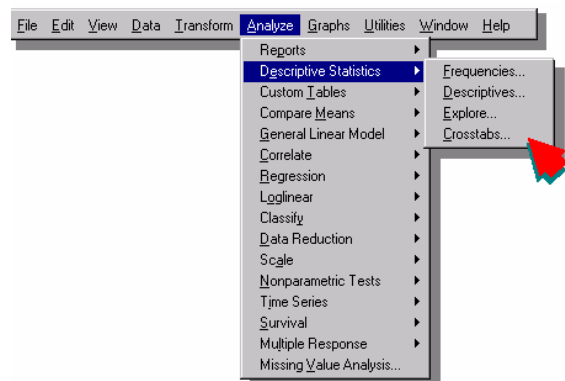 File Edit View Data Transform Analyze Graphs Utilities Window Help
Reports
Descriptive Statistics
Custom Tables
Compare Means
General Linear Model
Correlate
Regression
Loglinear
Classify
Data Reduction
Scale
Nonparametric Tests
Time Series
Survival
Multiple Response
Missing Value Analysis...
Frequencies...
Descriptives...
Explore...
Crosstabs...